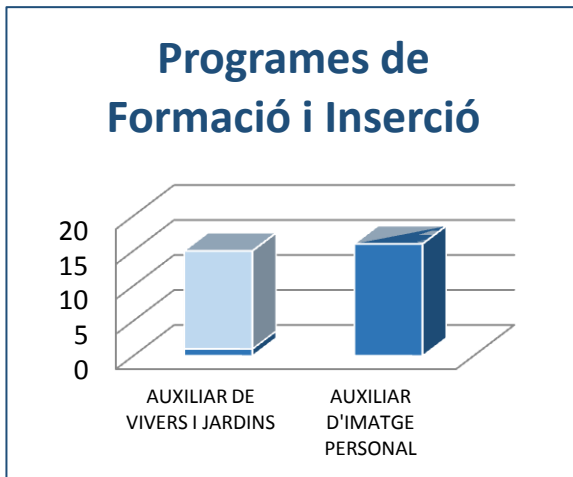 Programes de
Formació i Inserció
20
15
10
5
0
AUXILIAR DE
VIVERS I JARDINS
AUXILIAR
D'IMATGE
PERSONAL